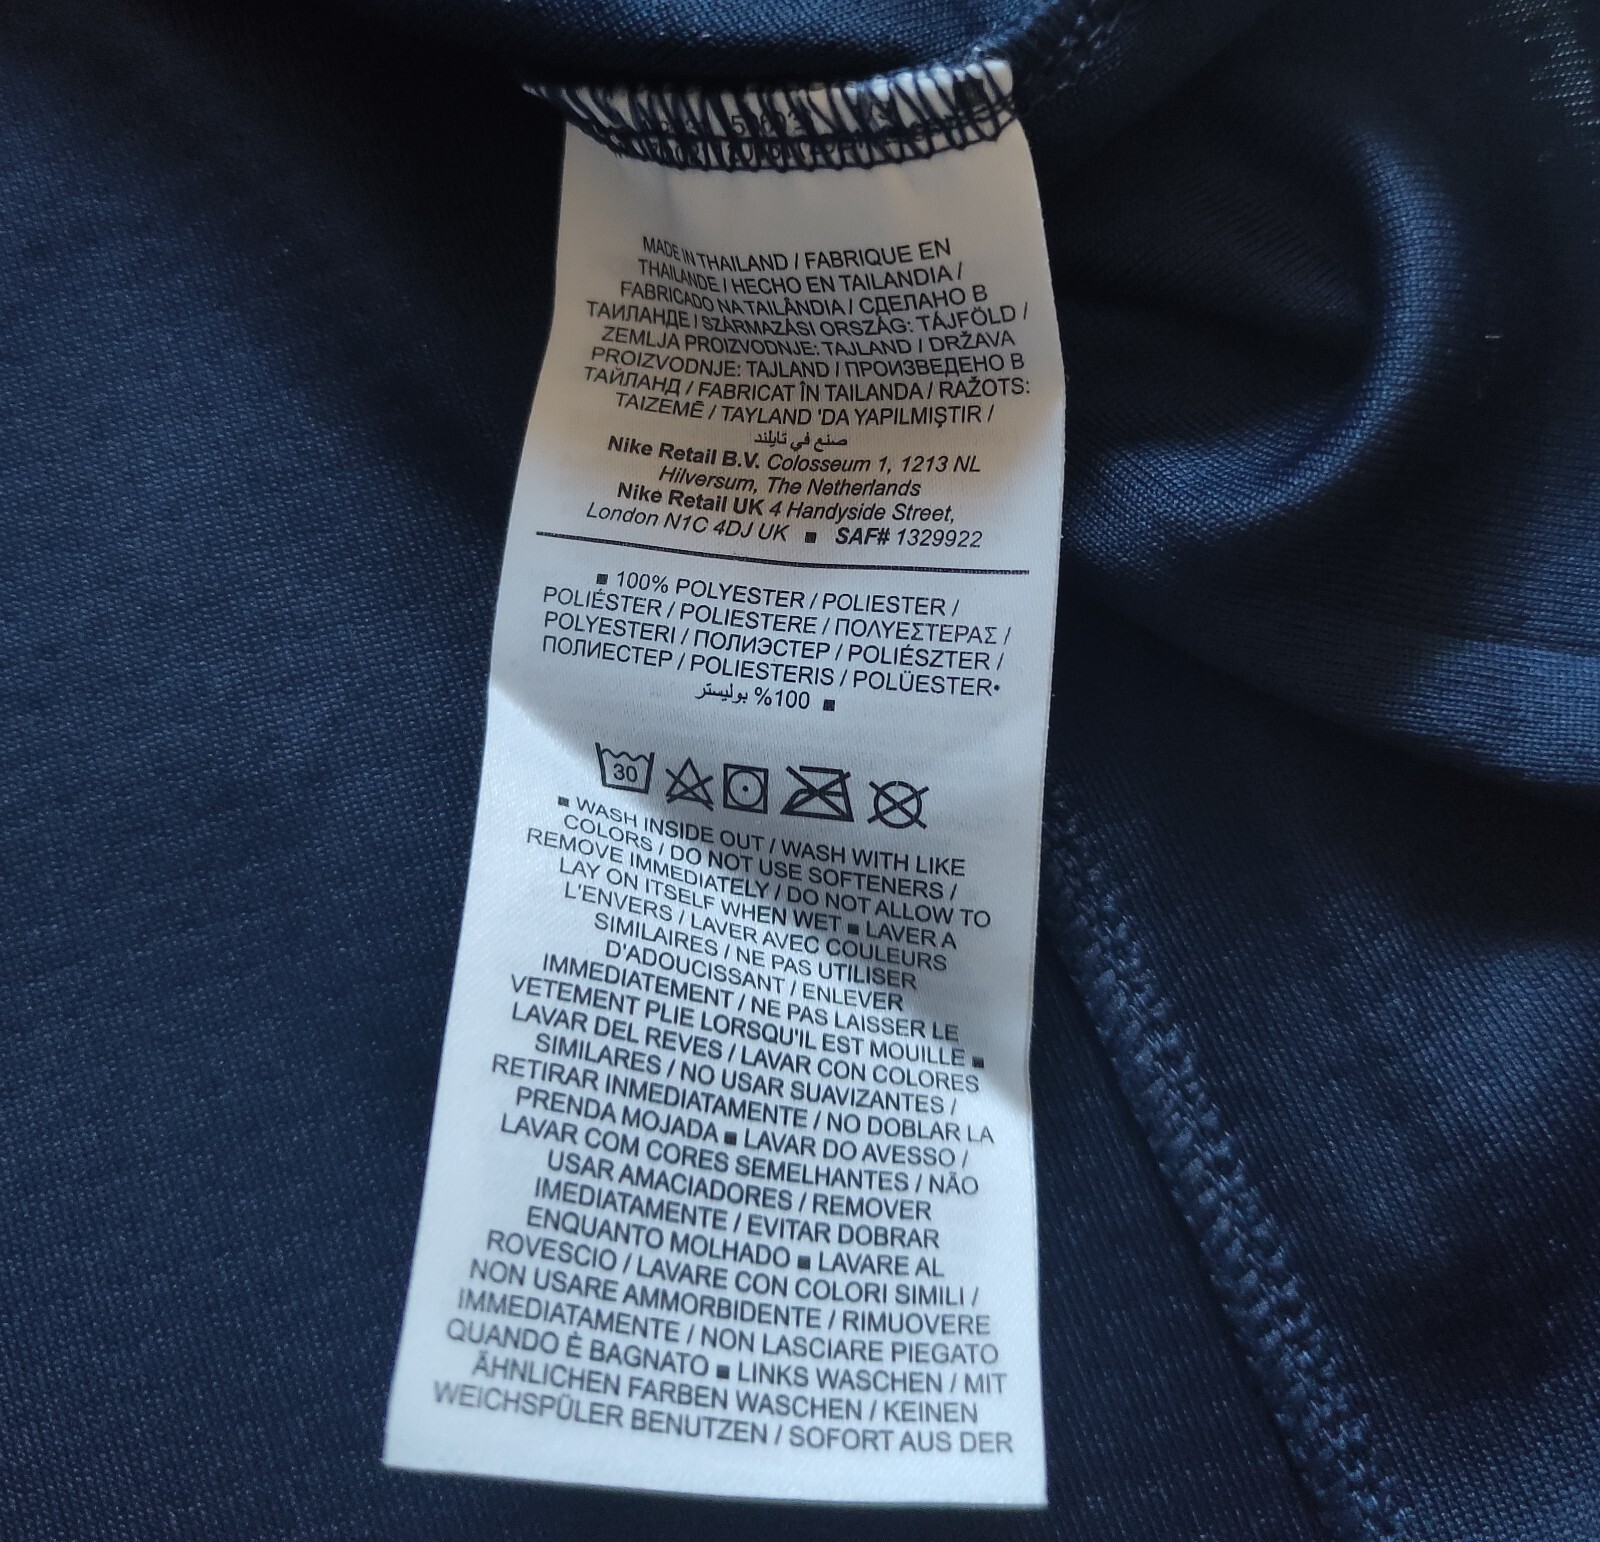 MADE IN THAILAND / FABRIQUE EN
THAILANDE / HECHO EN TAILANDIA /
FABRICADO NA TAILÂNDIA / СДЕЛАНО В
ТАИЛАНДЕ / SZÁRMAZÁSI ORSZÁG: TÁJFÖLD /
ZEMLJA PROIZVODNJE: TAJLAND / DRŽAVA
PROIZVODNJE: TAJLAND / ПРОИЗВЕДЕНО В
ТАЙЛАНД / FABRICAT ÎN TAILANDA / RAŽOTS:
TAIZEMĒ / TAYLAND 'DA YAPILMIŞTIR /
صنع في تايلند
Nike Retail B.V. Colosseum 1, 1213 NL
Hilversum, The Netherlands
Nike Retail UK 4 Handyside Street,
London N1C 4DJ UK ■ SAF# 1329922
■ 100% POLYESTER / POLIESTER /
POLIÉSTER / POLIESTERE / ΠΟΛΥΕΣΤΕΡΑΣ /
POLYESTERI / ПОЛИЭСТЕР / POLIÉSZTER /
ПОЛИЕСТЕР / POLIESTERIS / POLÜESTER•
100% بوليستر ■
30
■ WASH INSIDE OUT / WASH WITH LIKE
COLORS / DO NOT USE SOFTENERS /
REMOVE IMMEDIATELY / DO NOT ALLOW TO
LAY ON ITSELF WHEN WET ■ LAVER A
L'ENVERS / LAVER AVEC COULEURS
SIMILAIRES / NE PAS UTILISER
D'ADOUCISSANT / ENLEVER
IMMEDIATEMENT / NE PAS LAISSER LE
VETEMENT PLIE LORSQU'IL EST MOUILLE ■
LAVAR DEL REVES / LAVAR CON COLORES
SIMILARES / NO USAR SUAVIZANTES /
RETIRAR INMEDIATAMENTE / NO DOBLAR LA
PRENDA MOJADA ■ LAVAR DO AVESSO /
LAVAR COM CORES SEMELHANTES / NÃO
USAR AMACIADORES / REMOVER
IMEDIATAMENTE / EVITAR DOBRAR
ENQUANTO MOLHADO ■ LAVARE AL
ROVESCIO / LAVARE CON COLORI SIMILI /
NON USARE AMMORBIDENTE / RIMUOVERE
IMMEDIATAMENTE / NON LASCIARE PIEGATO
QUANDO È BAGNATO ■ LINKS WASCHEN / MIT
ÄHNLICHEN FARBEN WASCHEN / KEINEN
WEICHSPÜLER BENUTZEN / SOFORT AUS DER